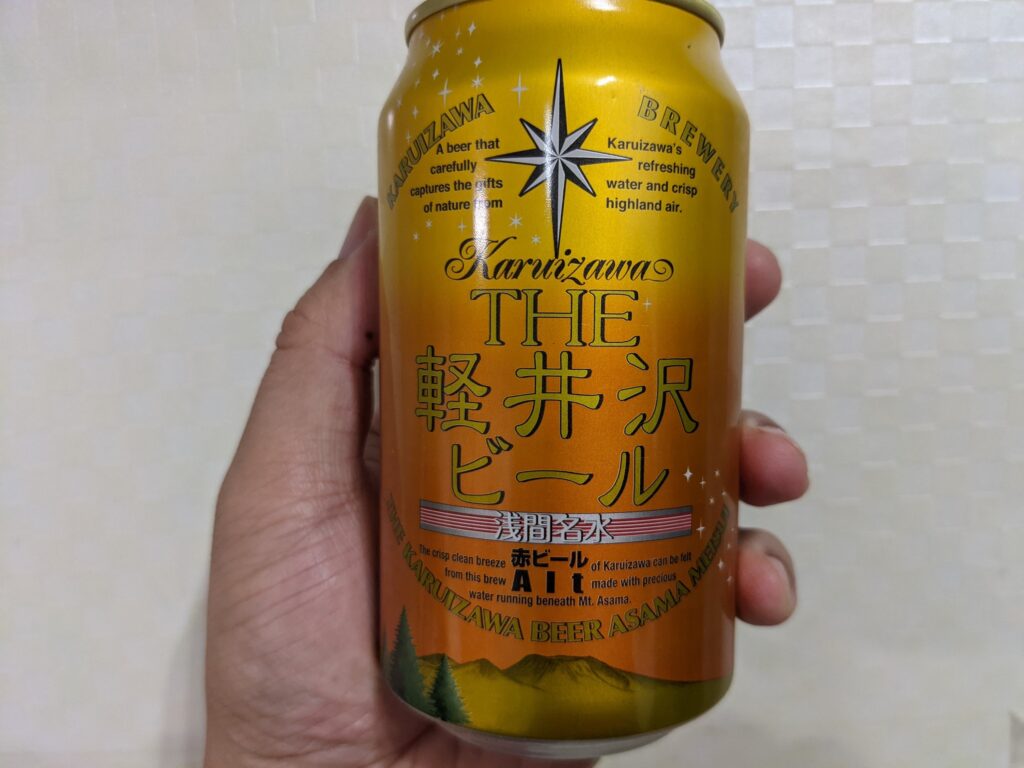 KARUIZAWA BREWERY
A beer that
carefully
captures the gifts
of nature from
Karuizawa's
refreshing
water and crisp
highland air.
Karuizawa
THE
軽井沢
ビール
浅間名水
赤ビール
Alt
The crisp clean breeze of Karuizawa can be felt
from this brew made with precious
water running beneath Mt. Asama.
THE KARUIZAWA BEER ASAMA MEISUI